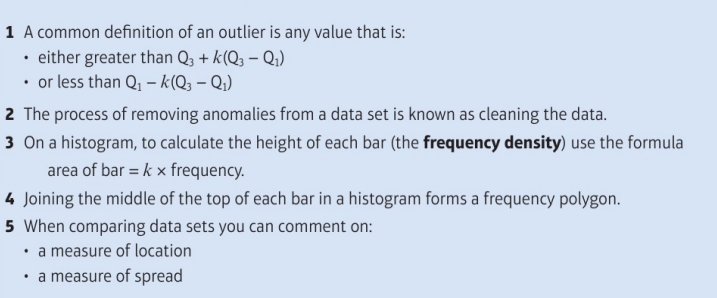 1 A common definition of an outlier is any value that is:
• either greater than Q₃ + k(Q₃ – Q₁)
• or less than Q₁ – k(Q₃ – Q₁)
2 The process of removing anomalies from a data set is known as cleaning the data.
3 On a histogram, to calculate the height of each bar (the frequency density) use the formula
area of bar = k × frequency.
4 Joining the middle of the top of each bar in a histogram forms a frequency polygon.
5 When comparing data sets you can comment on:
• a measure of location
• a measure of spread